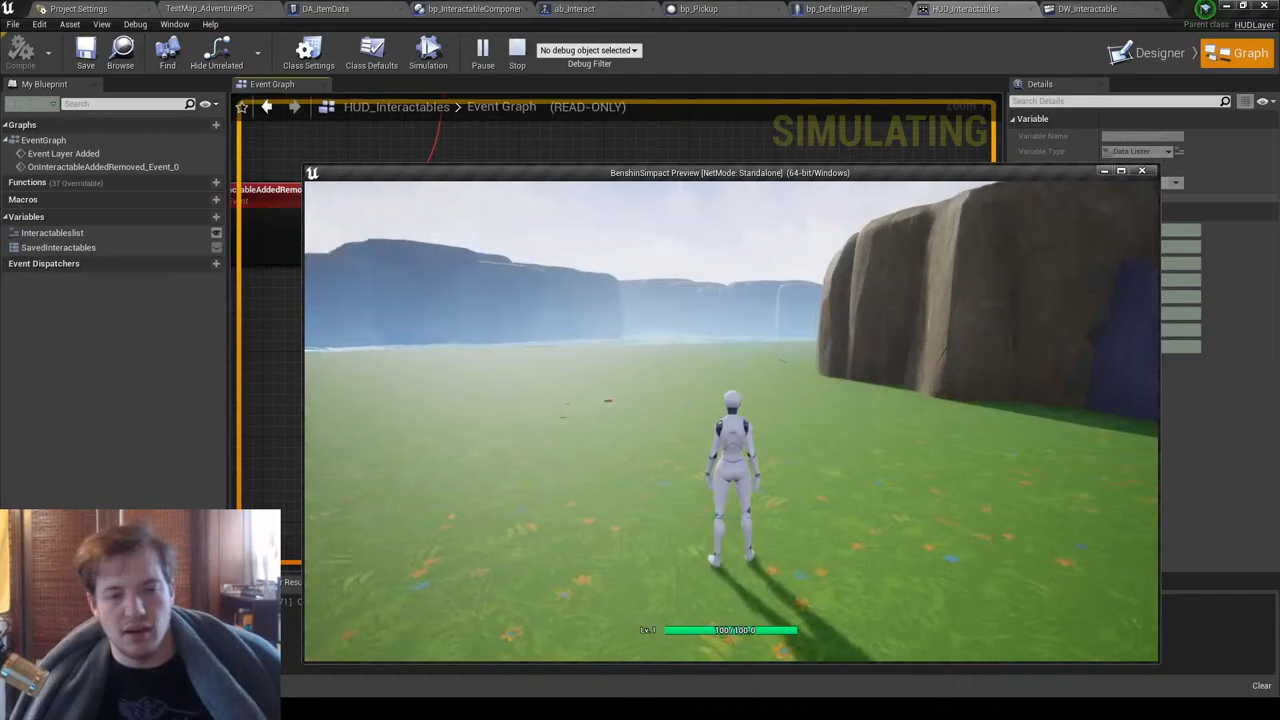 Project Settings
TestMap_AdventureRPG
DA_ItemData
bp_InteractableComponen
ab_Interact
bp_Pickup
bp_DefaultPlayer
HUD_Interactables
DW_Interactable
File Edit Asset View Debug Window Help
Parent class: HUDLayer
Compile
Save
Browse
Find
Hide Unrelated
Class Settings
Class Defaults
Simulation
Pause
Stop
No debug object selected
Debug Filter
Designer
Graph
My Blueprint
Search
Graphs
EventGraph
Event Layer Added
OnInteractableAddedRemoved_Event_0
Functions (37 Overridable)
Macros
Variables
Interactableslist
SavedInteractables
Event Dispatchers
Event Graph
HUD_Interactables > Event Graph (READ-ONLY)
SIMULATING
ctableAddedRemo
Event
BenshinSimpact Preview [NetMode: Standalone] (64-bit/Windows)
Lv.1
100/100.0
Details
Search Details
Variable
Variable Name
Variable Type
Data Lister
Clear